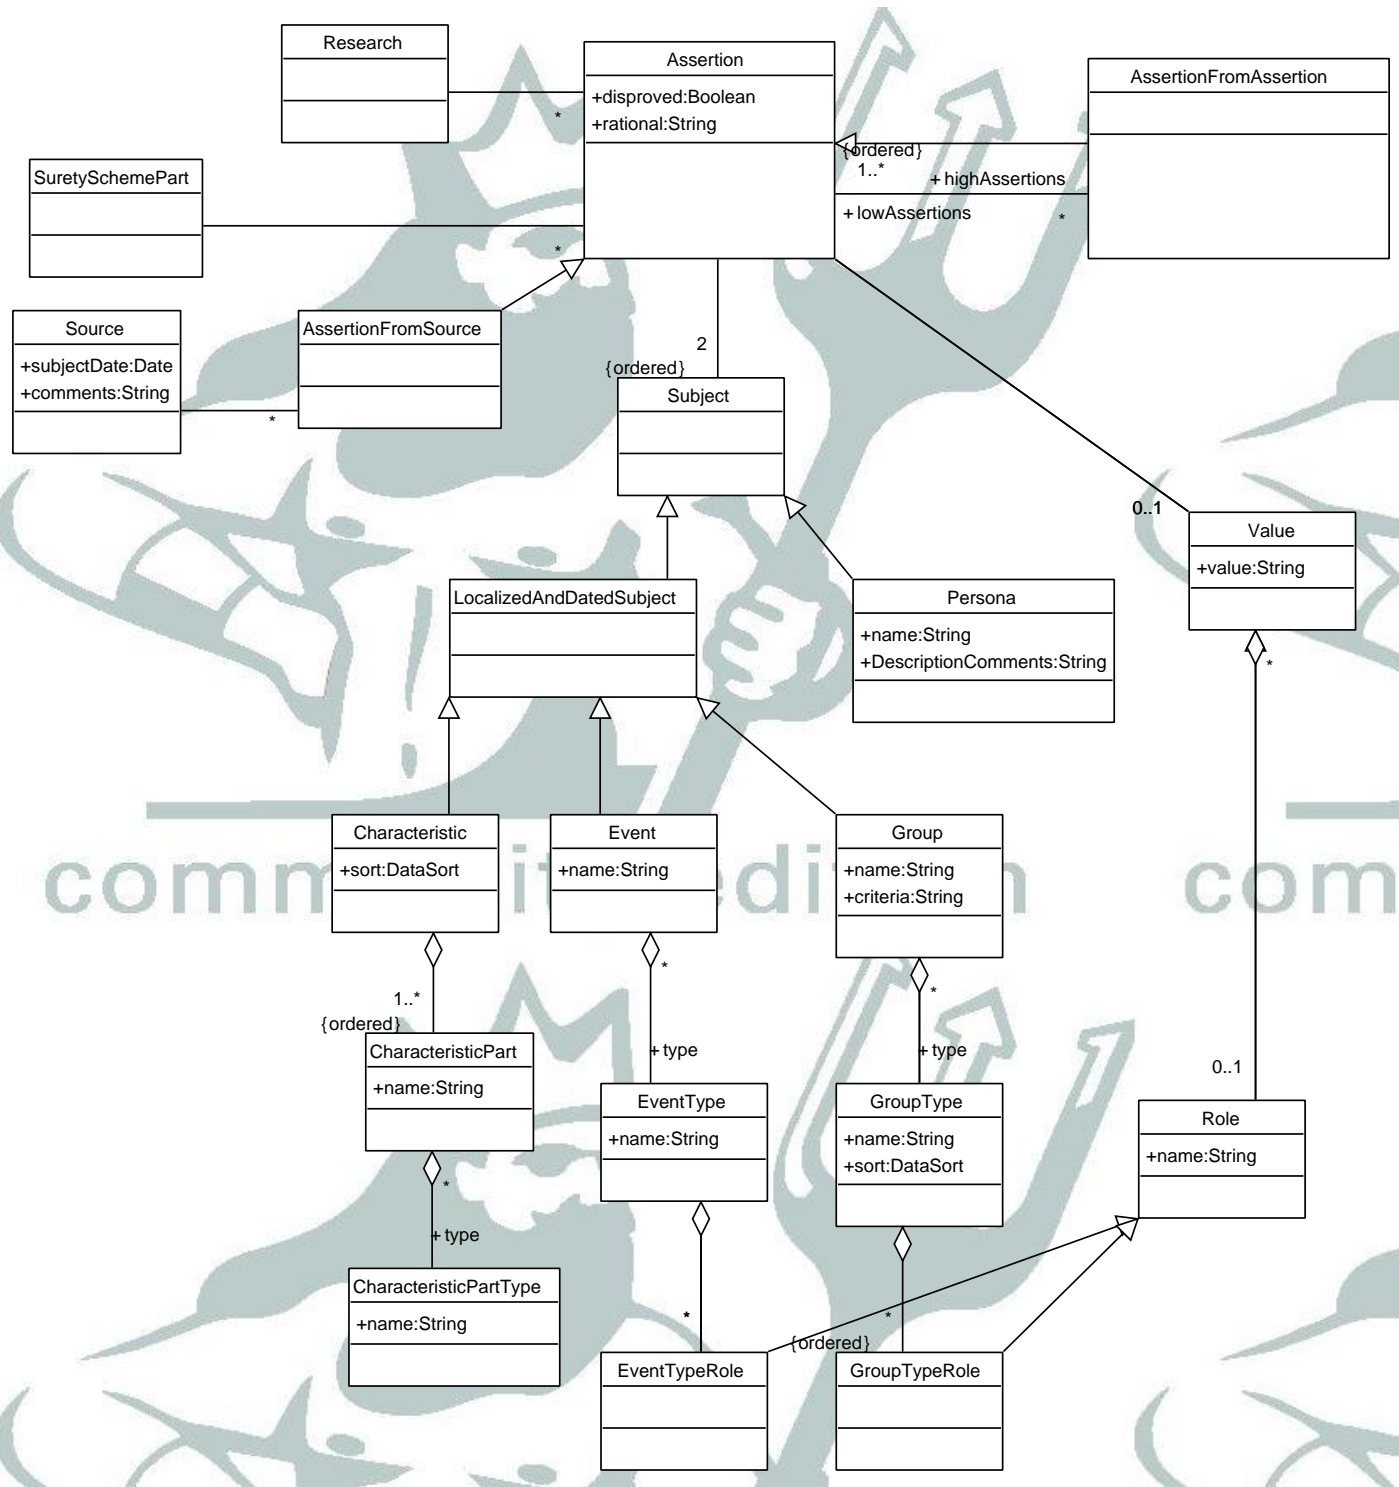 Research
Assertion
+disproved:Boolean
+rational:String
AssertionFromAssertion
*
{ordered}
1..*
+ highAssertions
+ lowAssertions
*
SuretySchemePart
*
Source
+subjectDate:Date
+comments:String
*
AssertionFromSource
2
{ordered}
Subject
0..1
Value
+value:String
*
LocalizedAndDatedSubject
Persona
+name:String
+DescriptionComments:String
Characteristic
+sort:DataSort
Event
+name:String
Group
+name:String
+criteria:String
comm it edi n
com
1..*
{ordered}
*
*
CharacteristicPart
+name:String
+ type
+ type
0..1
EventType
+name:String
GroupType
+name:String
+sort:DataSort
Role
+name:String
*
+ type
CharacteristicPartType
+name:String
*
{ordered}
*
EventTypeRole
GroupTypeRole